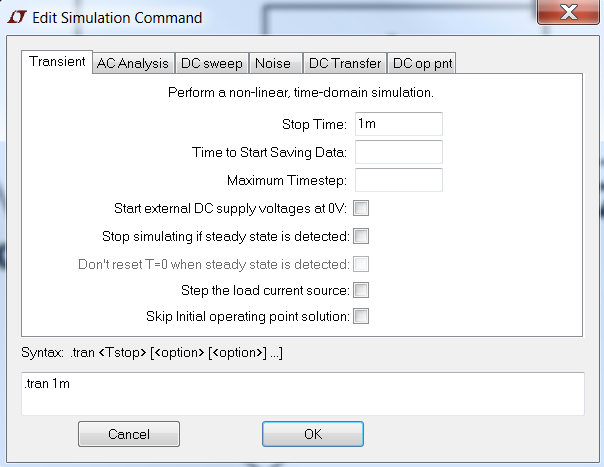 Edit Simulation Command
Transient AC Analysis DC sweep Noise DC Transfer DC op pnt
Perform a non-linear, time-domain simulation.
Stop Time: 1m
Time to Start Saving Data:
Maximum Timestep:
Start external DC supply voltages at 0V:
Stop simulating if steady state is detected:
Don't reset T=0 when steady state is detected:
Step the load current source:
Skip Initial operating point solution:
Syntax: .tran <Tstop> [<option> [<option>] ...]
.tran 1m
Cancel OK